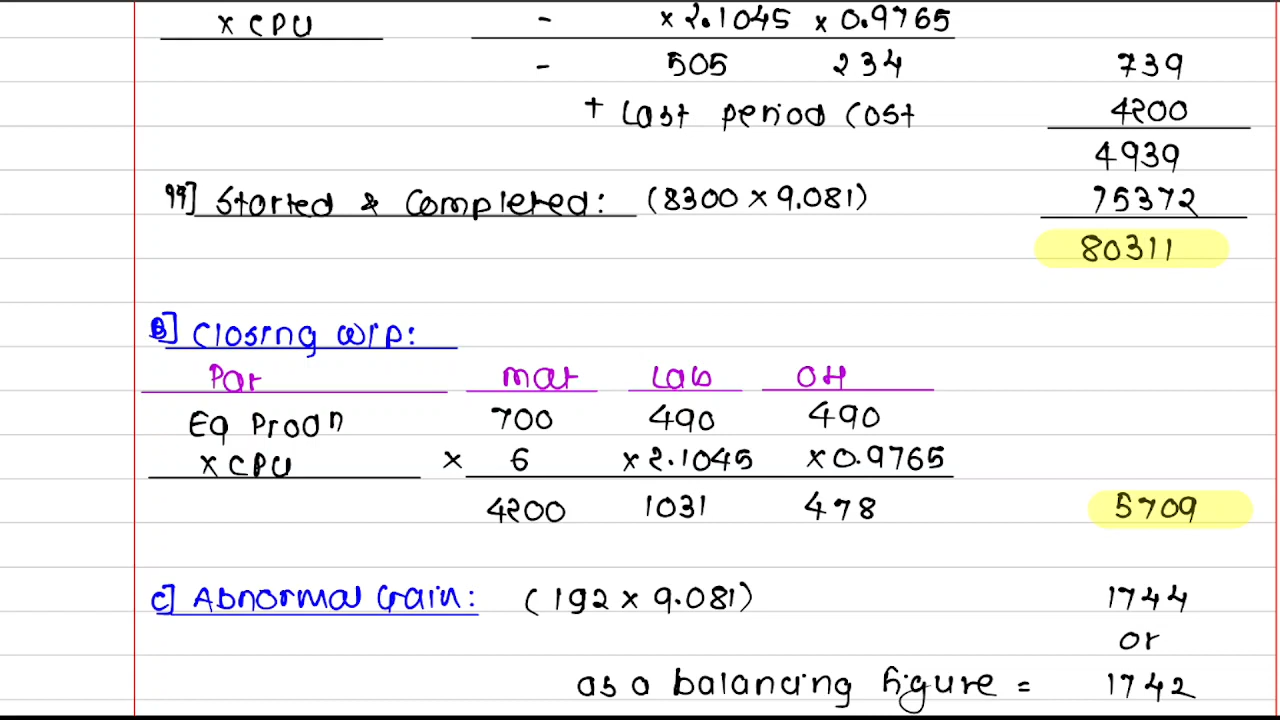 x CPU - x 2.1045 x 0.9765
- 505 234 739
+ Last period Cost 4200
4939
ii] Started & Completed: (8300 x 9.081) 75372
80311
B] Closing WIP:
Par Mat Lab OH
Eq Prodn 700 490 490
x CPU x 6 x 2.1045 x 0.9765
4200 1031 478 5709
C] Abnormal Gain: (192 x 9.081) 1744
or
as a balancing figure = 1742